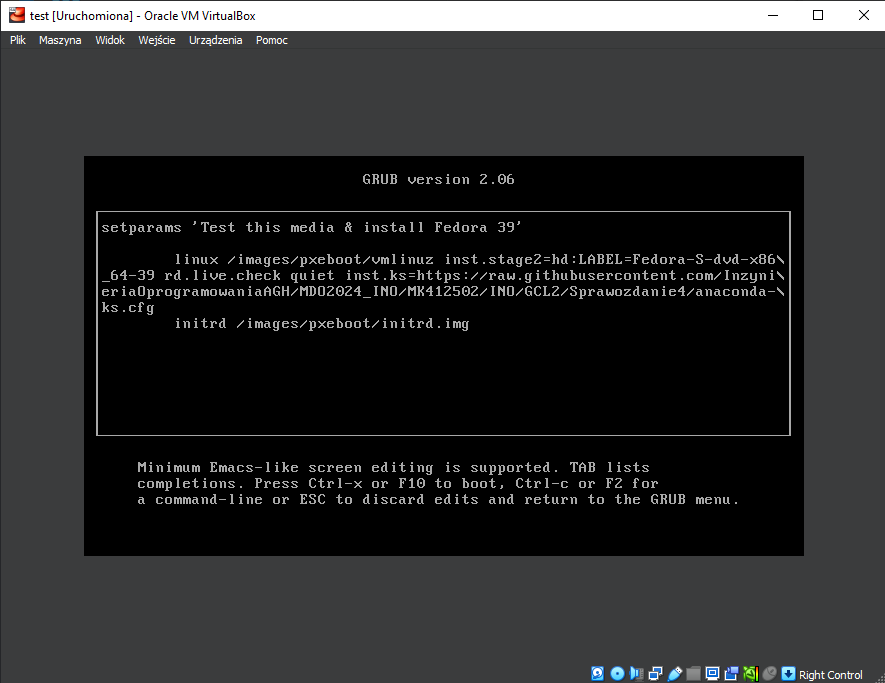 test [Uruchomiona] - Oracle VM VirtualBox
Plik Maszyna Widok Wejście Urządzenia Pomoc
GRUB version 2.06
setparams 'Test this media & install Fedora 39'
linux /images/pxeboot/vmlinuz inst.stage2=hd:LABEL=Fedora-S-dvd-x86\
_64-39 rd.live.check quiet inst.ks=https://raw.githubusercontent.com/Inzyni\
eriaOprogramowaniaAGH/MDO2024_INO/MK412502/INO/GCL2/Sprawozdanie4/anaconda-\
ks.cfg
initrd /images/pxeboot/initrd.img
Minimum Emacs-like screen editing is supported. TAB lists
completions. Press Ctrl-x or F10 to boot, Ctrl-c or F2 for
a command-line or ESC to discard edits and return to the GRUB menu.
Right Control